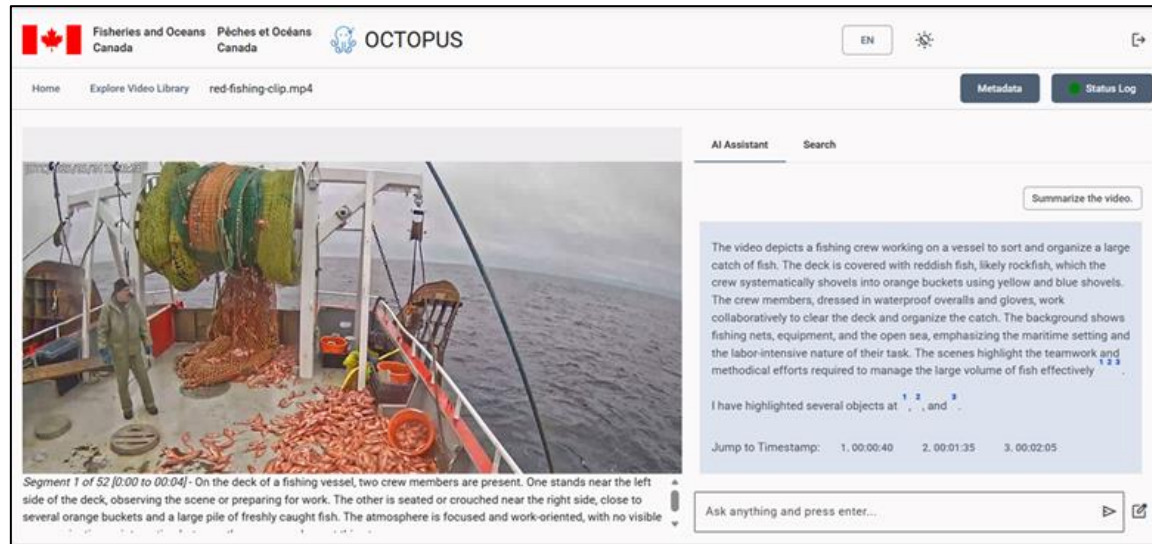 Fisheries and Oceans Canada
Pêches et Océans Canada
OCTOPUS
EN
Home
Explore Video Library
red-fishing-clip.mp4
Metadata
Status Log
AI Assistant
Search
Summarize the video.
The video depicts a fishing crew working on a vessel to sort and organize a large
catch of fish. The deck is covered with reddish fish, likely rockfish, which the
crew systematically shovels into orange buckets using yellow and blue shovels.
The crew members, dressed in waterproof overalls and gloves, work
collaboratively to clear the deck and organize the catch. The background shows
fishing nets, equipment, and the open sea, emphasizing the maritime setting and
the labor-intensive nature of their task. The scenes highlight the teamwork and
methodical efforts required to manage the large volume of fish effectively 1 2 3.
I have highlighted several objects at 1, 2, and 3.
Jump to Timestamp: 1. 00:00:40 2. 00:01:35 3. 00:02:05
Ask anything and press enter...
Segment 1 of 52 [0:00 to 00:04] - On the deck of a fishing vessel, two crew members are present. One stands near the left
side of the deck, observing the scene or preparing for work. The other is seated or crouched near the right side, close to
several orange buckets and a large pile of freshly caught fish. The atmosphere is focused and work-oriented, with no visible